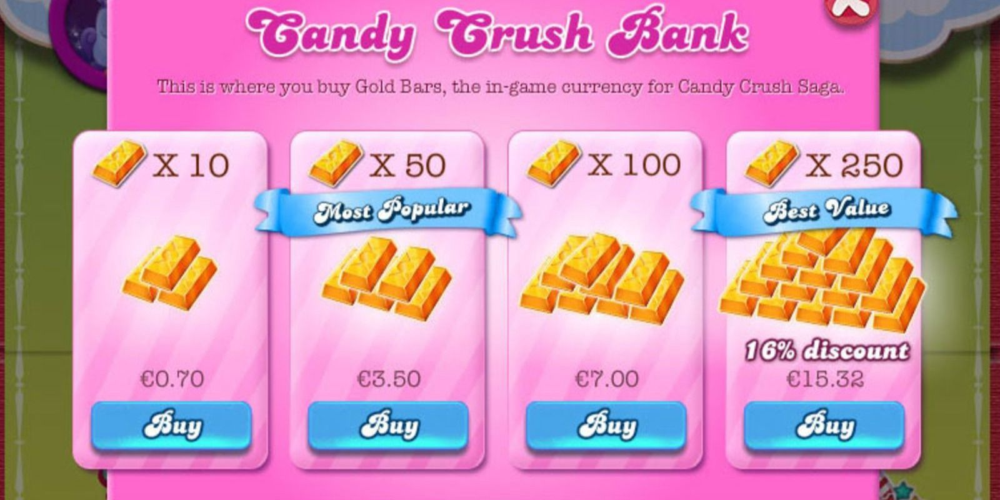 Candy Crush Bank
This is where you buy Gold Bars, the in-game currency for Candy Crush Saga.
X 10
X 50
X 100
X 250
Most Popular
Best Value
16% discount
€0.70
€3.50
€7.00
€15.32
Buy
Buy
Buy
Buy